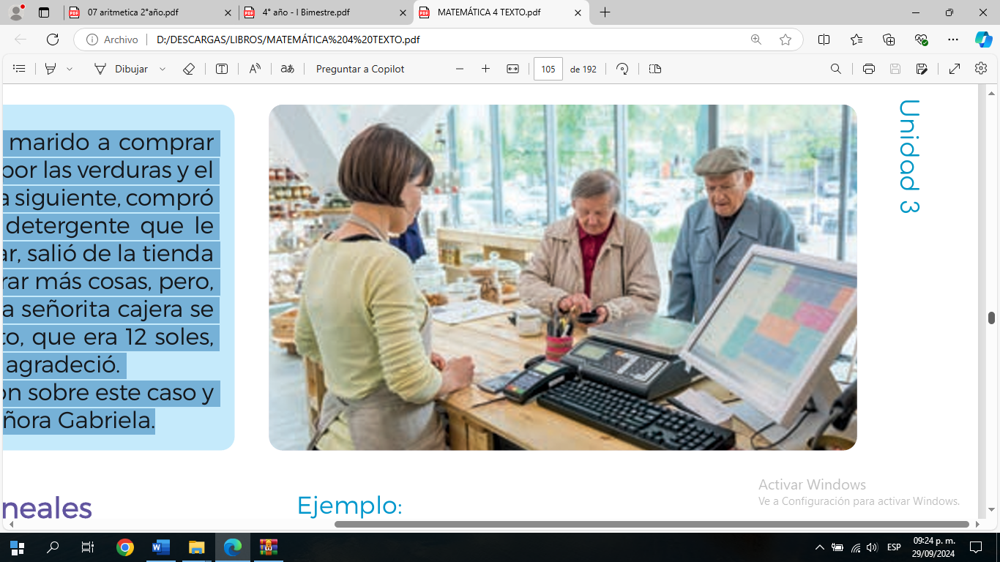 07 aritmetica 2°año.pdf
4° año - I Bimestre.pdf
MATEMÁTICA 4 TEXTO.pdf
Archivo
D:/DESCARGAS/LIBROS/MATEMÁTICA%204%20TEXTO.pdf
Dibujar
aあ
Preguntar a Copilot
105
de 192
marido a comprar
por las verduras y el
a siguiente, compró
detergente que le
ar, salió de la tienda
rar más cosas, pero,
a señorita cajera se
to, que era 12 soles,
agradeció.
ón sobre este caso y
ñora Gabriela.
Unidad 3
neales
Ejemplo:
Activar Windows
Ve a Configuración para activar Windows.
ESP
09:24 p. m.
29/09/2024